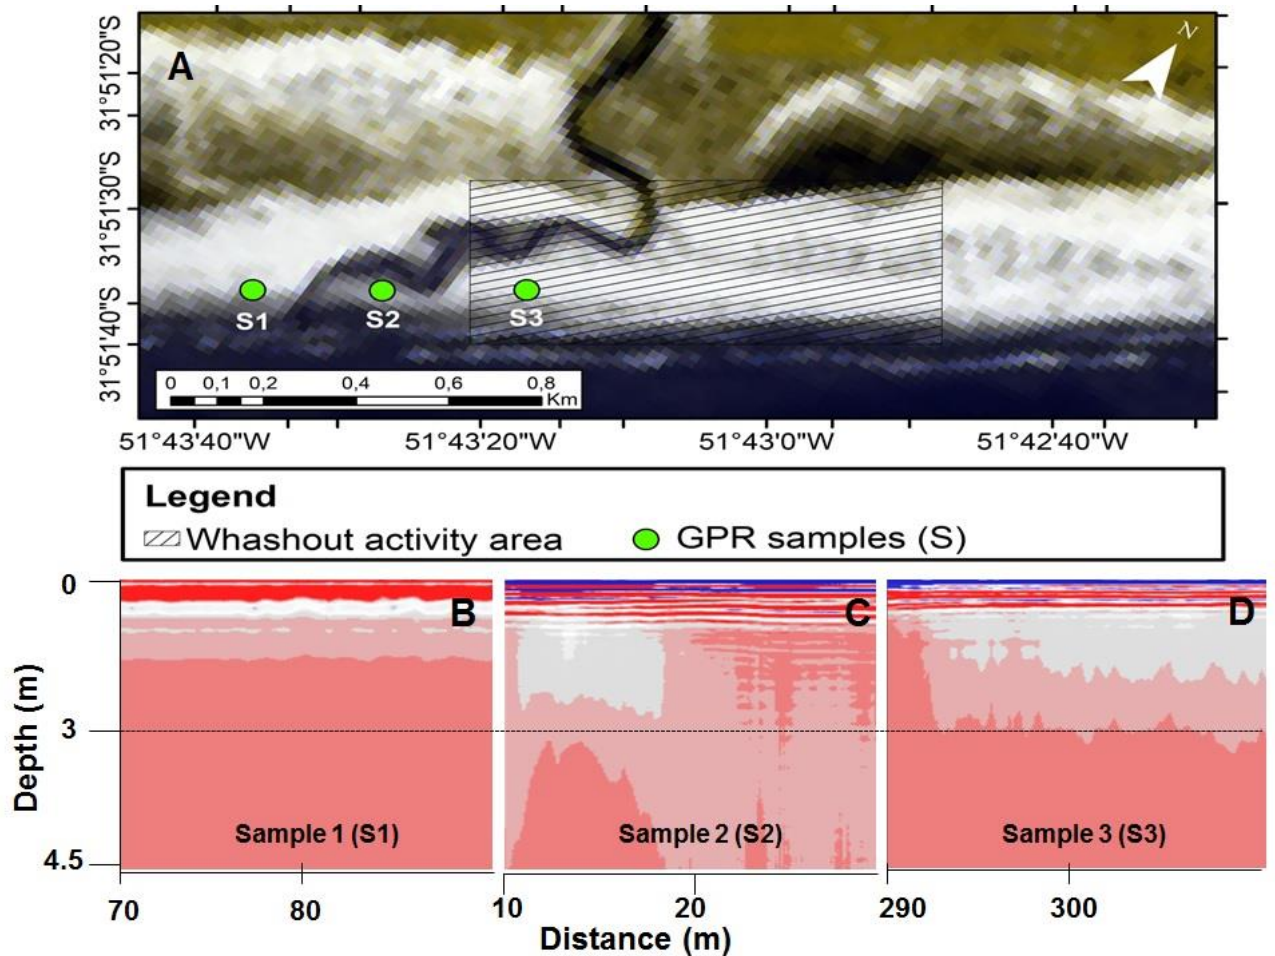 A
N
31°51'20"S
31°51'30"S
31°51'40"S
S1
S2
S3
0 0,1 0,2 0,4 0,6 0,8
Km
51°43'40"W 51°43'20"W 51°43'0"W 51°42'40"W
Legend
Whashout activity area
GPR samples (S)
Depth (m)
0
3
4.5
B
C
D
Sample 1 (S1)
Sample 2 (S2)
Sample 3 (S3)
70 80 10 20 290 300
Distance (m)